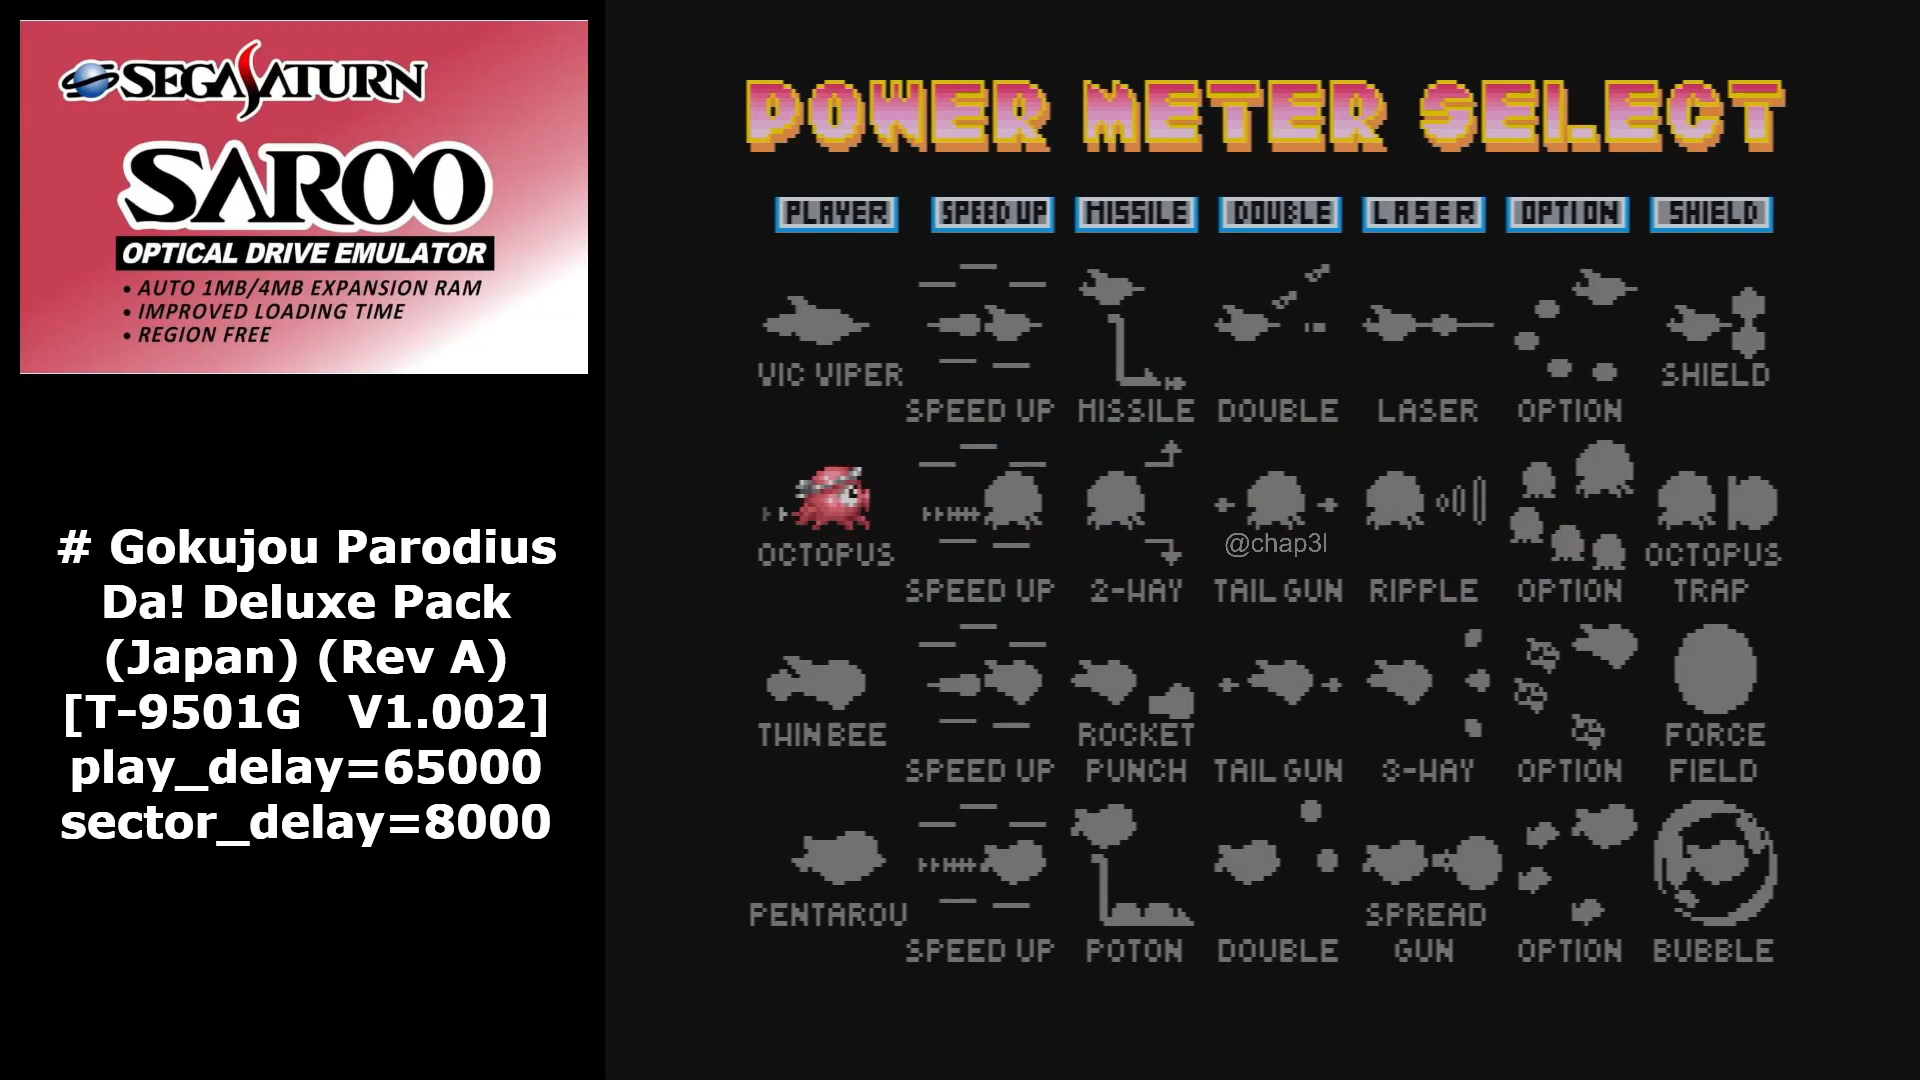 SEGA SATURN
SAROO
OPTICAL DRIVE EMULATOR
• AUTO 1MB/4MB EXPANSION RAM
• IMPROVED LOADING TIME
• REGION FREE
# Gokujou Parodius
Da! Deluxe Pack
(Japan) (Rev A)
[T-9501G V1.002]
play_delay=65000
sector_delay=8000
POWER METER SELECT
PLAYER SPEED UP MISSILE DOUBLE LASER OPTION SHIELD
VIC VIPER SHIELD
SPEED UP MISSILE DOUBLE LASER OPTION
@chap3l
OCTOPUS OCTOPUS
SPEED UP 2-WAY TAIL GUN RIPPLE OPTION TRAP
TWIN BEE ROCKET FORCE
SPEED UP PUNCH TAIL GUN 3-WAY OPTION FIELD
PENTAROU SPREAD
SPEED UP POTON DOUBLE GUN OPTION BUBBLE